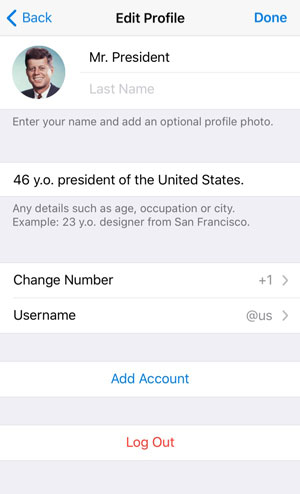 Back Edit Profile Done
Mr. President
Last Name
Enter your name and add an optional profile photo.
46 y.o. president of the United States.
Any details such as age, occupation or city.
Example: 23 y.o. designer from San Francisco.
Change Number +1
Username @us
Add Account
Log Out